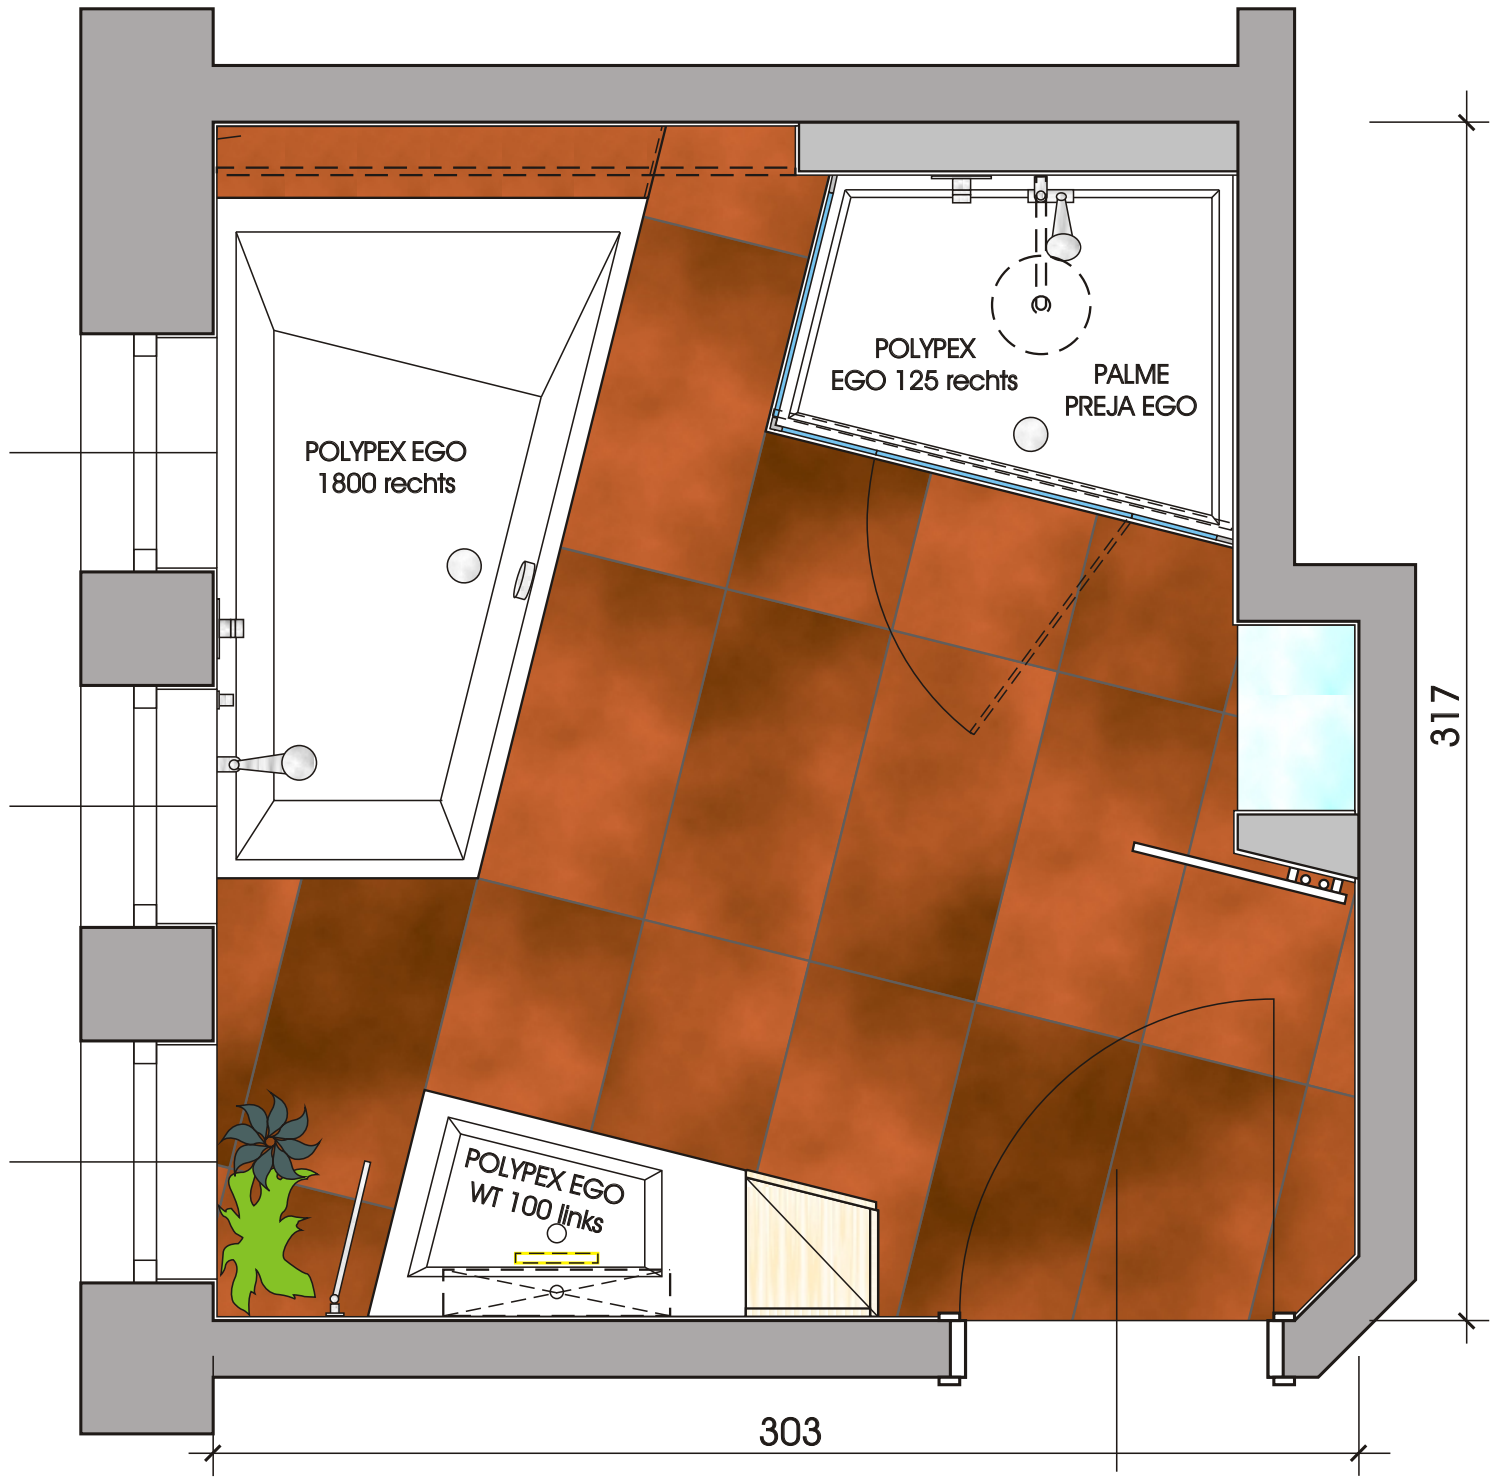 POLYPEX
EGO 125 rechts
PALME
PREJA EGO
POLYPEX EGO
1800 rechts
317
POLYPEX EGO
WT 100 links
303